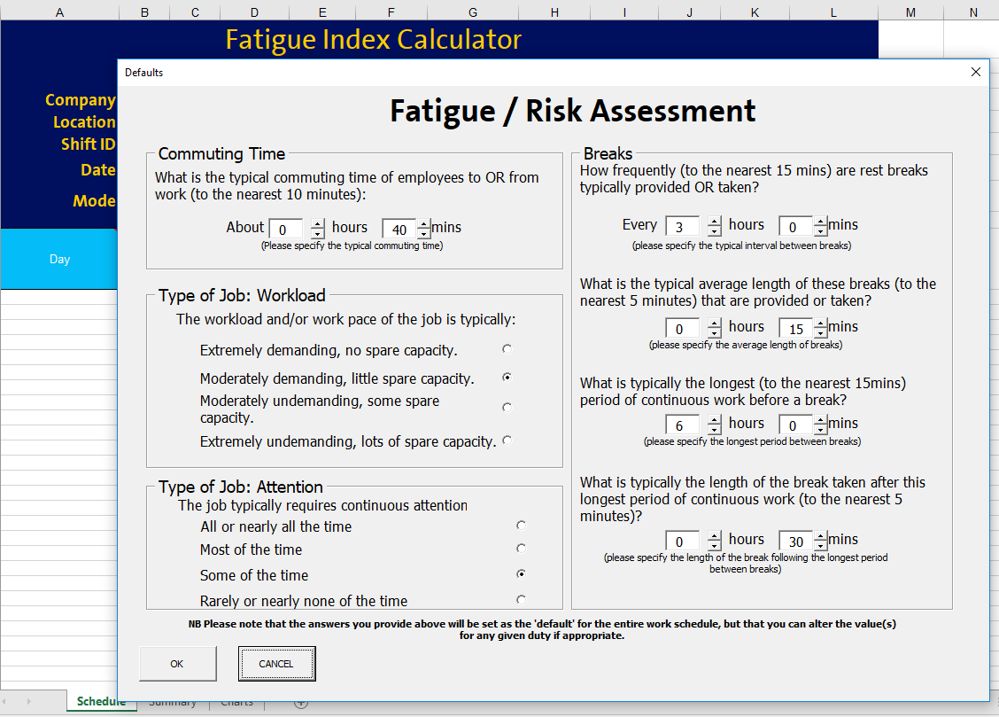 A B C D E F G H I J K L M N
Fatigue Index Calculator
Defaults
Company
Location
Shift ID
Date
Mode
Day
Fatigue / Risk Assessment
Commuting Time
What is the typical commuting time of employees to OR from
work (to the nearest 10 minutes):
About 0 hours 40 mins
(Please specify the typical commuting time)
Type of Job: Workload
The workload and/or work pace of the job is typically:
Extremely demanding, no spare capacity.
Moderately demanding, little spare capacity.
Moderately undemanding, some spare
capacity.
Extremely undemanding, lots of spare capacity.
Type of Job: Attention
The job typically requires continuous attention
All or nearly all the time
Most of the time
Some of the time
Rarely or nearly none of the time
Breaks
How frequently (to the nearest 15 mins) are rest breaks
typically provided OR taken?
Every 3 hours 0 mins
(please specify the typical interval between breaks)
What is the typical average length of these breaks (to the
nearest 5 minutes) that are provided or taken?
0 hours 15 mins
(please specify the average length of breaks)
What is typically the longest (to the nearest 15mins)
period of continuous work before a break?
6 hours 0 mins
(please specify the longest period between breaks)
What is typically the length of the break taken after this
longest period of continuous work (to the nearest 5
minutes)?
0 hours 30 mins
(please specify the length of the break following the longest period
between breaks)
NB Please note that the answers you provide above will be set as the 'default' for the entire work schedule, but that you can alter the value(s)
for any given duty if appropriate.
OK CANCEL
Schedule Summary Charts